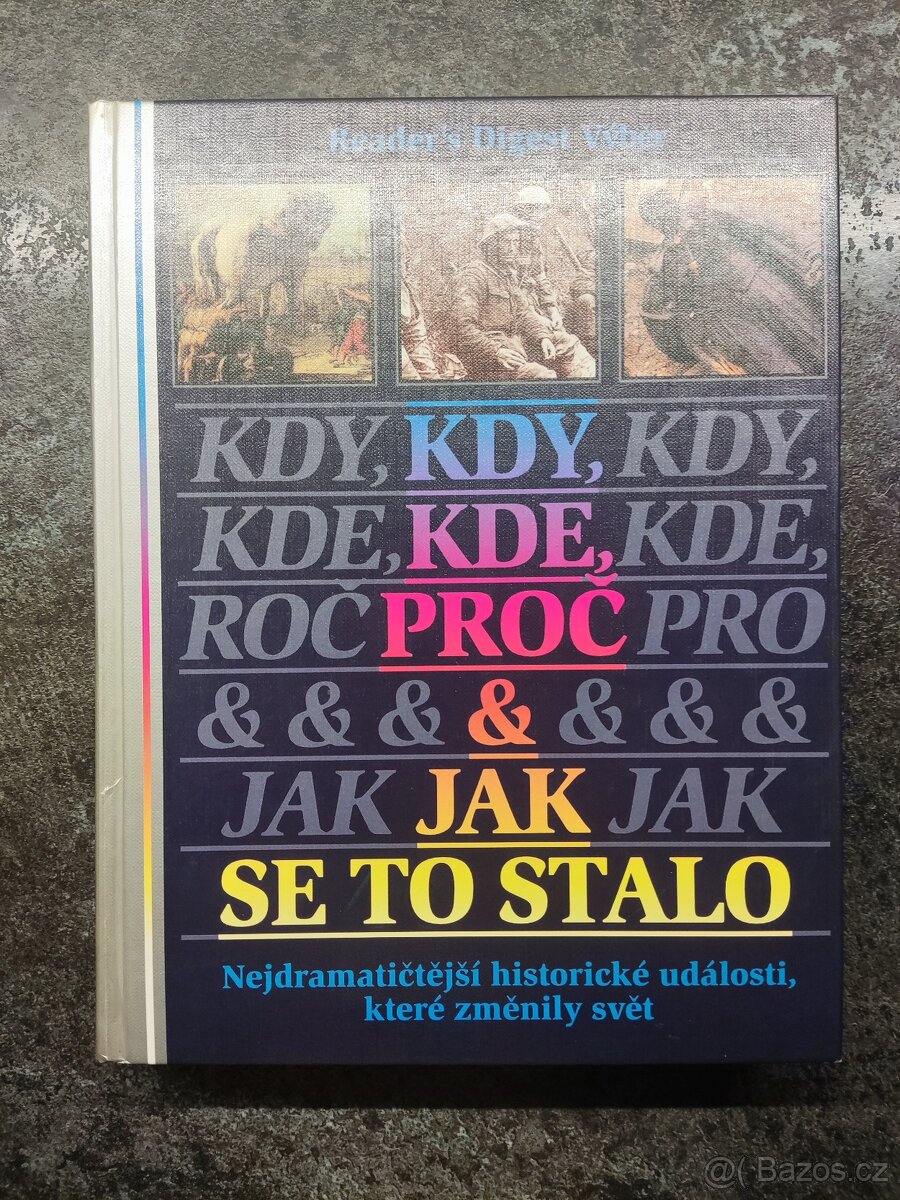 Reader's Digest Výběr
KDY, KDY, KDY,
KDE, KDE, KDE,
ROČ PROČ PRO
& & & & & & &
JAK JAK JAK
SE TO STALO
Nejdramatičtější historické události,
které změnily svět
@( Bazos.cz